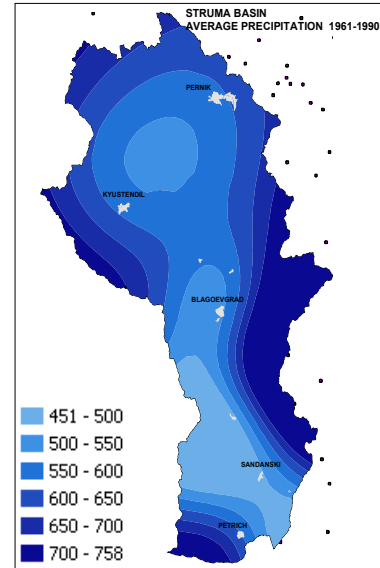 STRUMA BASIN
AVERAGE PRECIPITATION 1961-1990
PERNIK
KYUSTENDIL
BLAGOEVGRAD
SANDANSKI
PETRICH
451 - 500
500 - 550
550 - 600
600 - 650
650 - 700
700 - 758